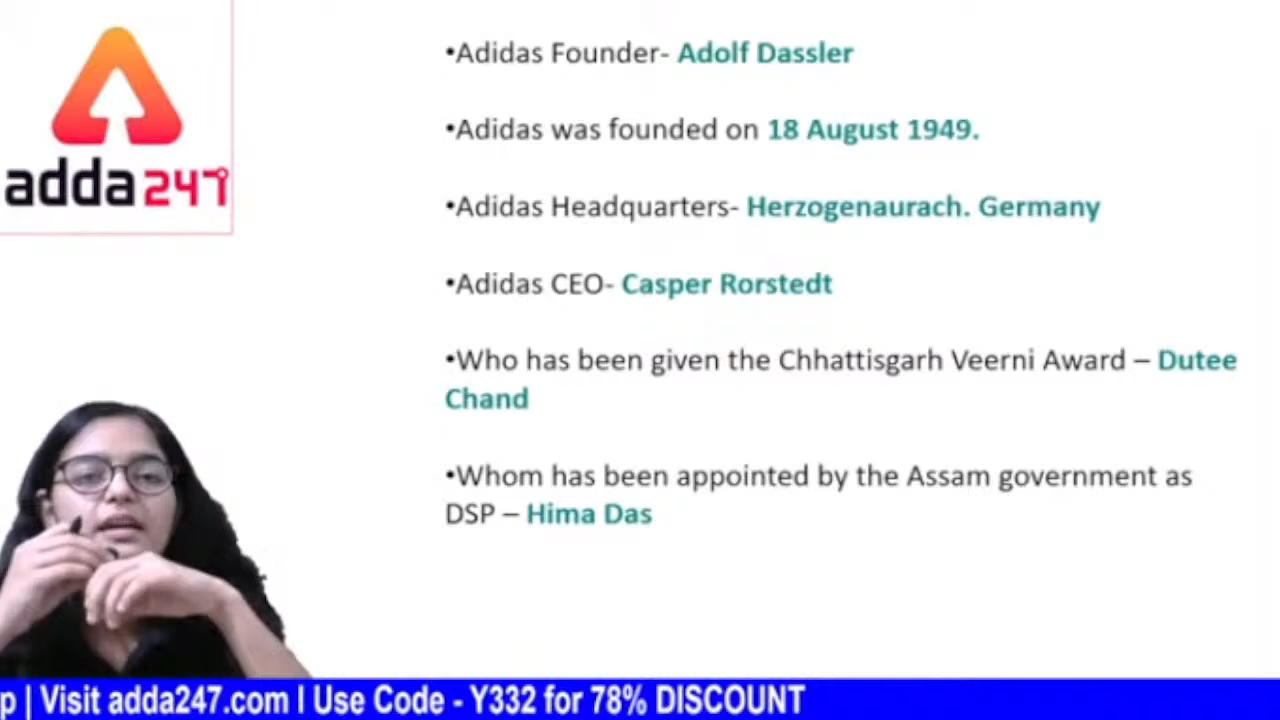 adda247
•Adidas Founder- Adolf Dassler
•Adidas was founded on 18 August 1949.
•Adidas Headquarters- Herzogenaurach. Germany
•Adidas CEO- Casper Rorstedt
•Who has been given the Chhattisgarh Veerni Award – Dutee
Chand
•Whom has been appointed by the Assam government as
DSP – Hima Das
p | Visit adda247.com I Use Code - Y332 for 78% DISCOUNT